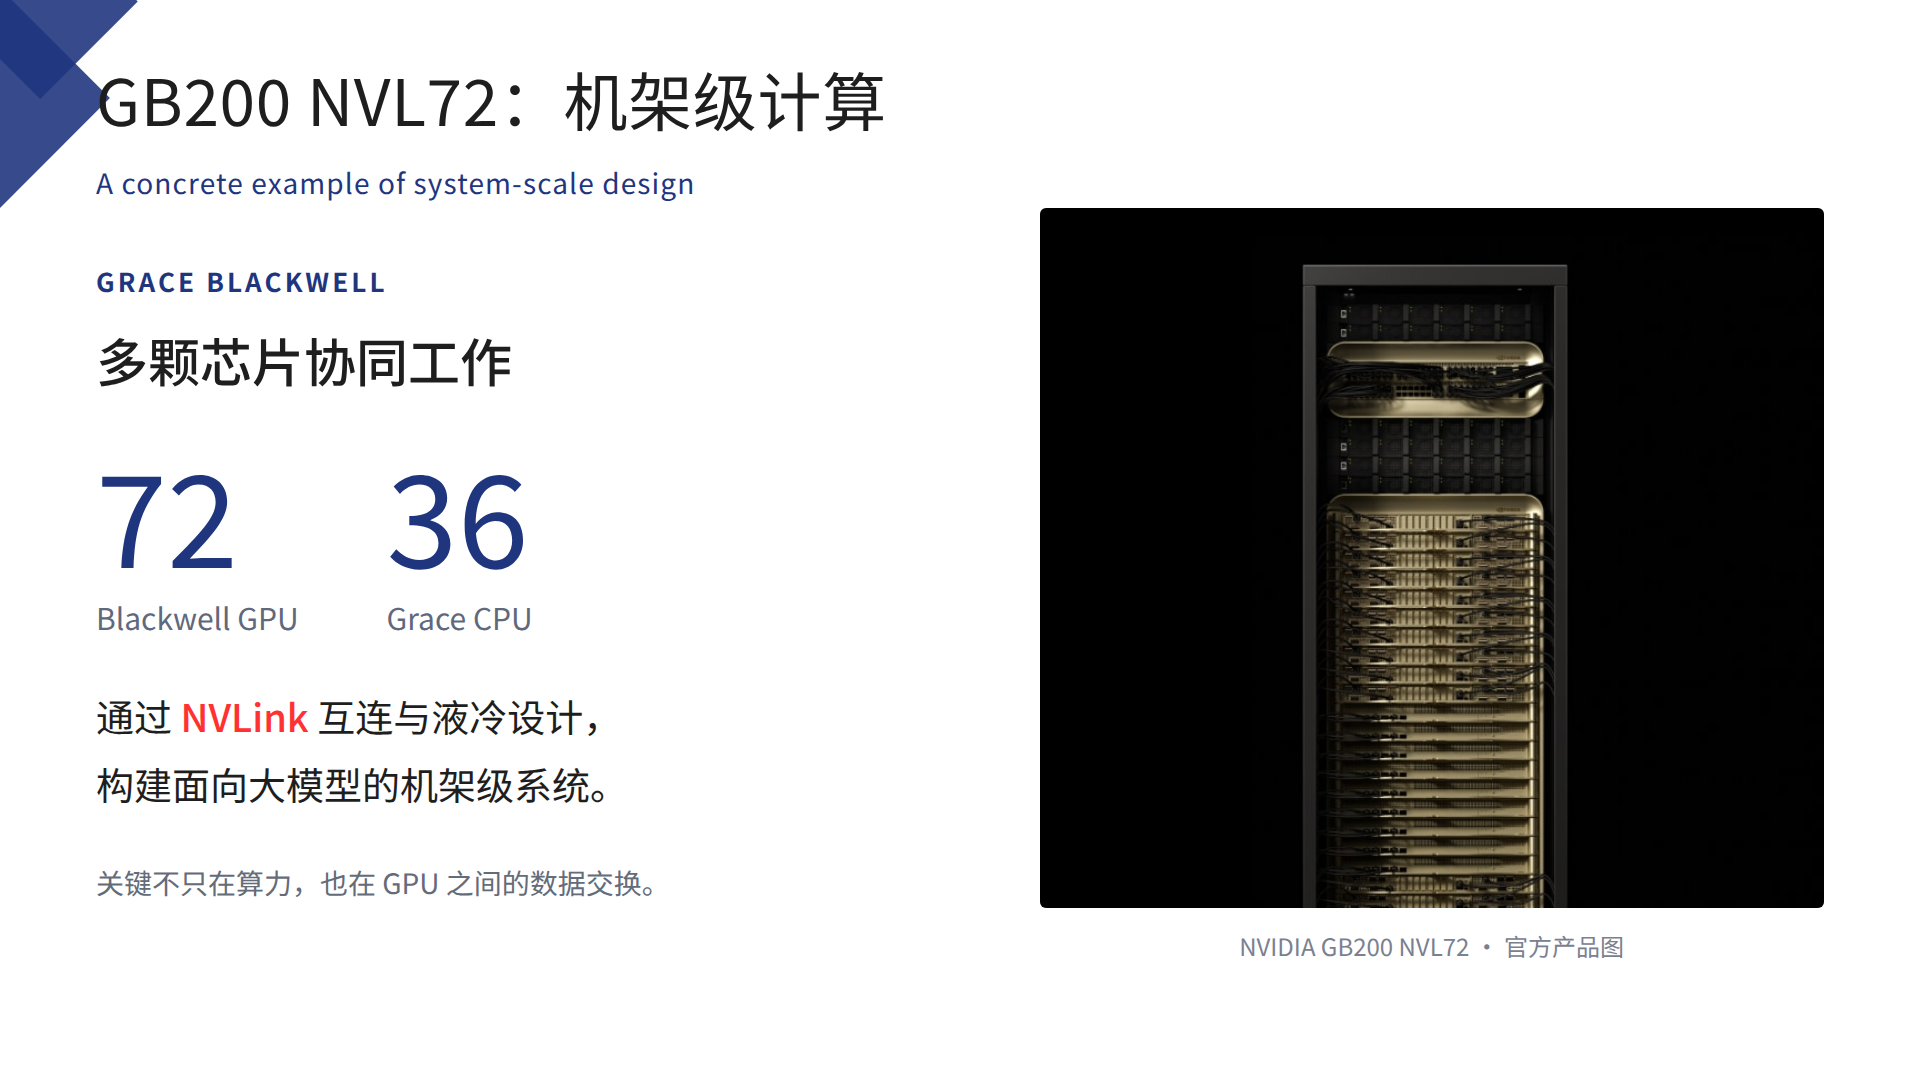 GB200 NVL72：机架级计算
A concrete example of system-scale design
GRACE BLACKWELL
多颗芯片协同工作
72
Blackwell GPU
36
Grace CPU
通过 NVLink 互连与液冷设计，
构建面向大模型的机架级系统。
关键不只在算力，也在 GPU 之间的数据交换。
NVIDIA GB200 NVL72 · 官方产品图